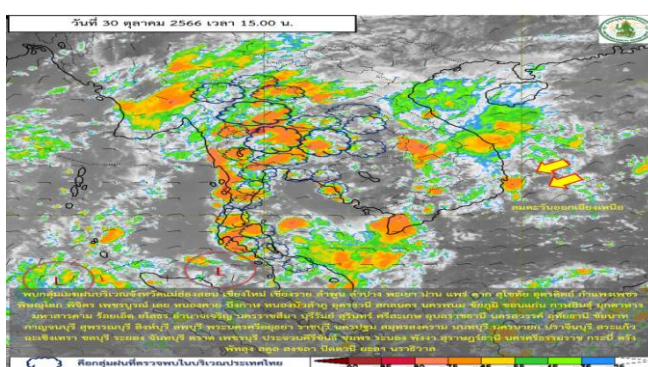 วันที่ 30 ตุลาคม 2566 เวลา 15.00 น.
ลมตะวันออกเฉียงเหนือ
L
L
พบกลุ่มเมฆฝนบริเวณจังหวัดแม่ฮ่องสอน เชียงใหม่ เชียงราย ลำพูน ลำปาง พะเยา น่าน แพร่ ตาก สุโขทัย อุตรดิตถ์ กำแพงเพชร
พิษณุโลก พิจิตร เพชรบูรณ์ เลย หนองคาย บึงกาฬ หนองบัวลำภู อุดรธานี สกลนคร นครพนม ชัยภูมิ ขอนแก่น กาฬสินธุ์ มุกดาหาร
มหาสารคาม ร้อยเอ็ด ยโสธร อำนาจเจริญ นครราชสีมา บุรีรัมย์ สุรินทร์ ศรีสะเกษ อุบลราชธานี นครสวรรค์ อุทัยธานี ชัยนาท
กาญจนบุรี สุพรรณบุรี สิงห์บุรี ลพบุรี พระนครศรีอยุธยา ราชบุรี นครปฐม สมุทรสงคราม นนทบุรี นครนายก ปราจีนบุรี สระแก้ว
ฉะเชิงเทรา ชลบุรี ระยอง จันทบุรี ตราด เพชรบุรี ประจวบคีรีขันธ์ ชุมพร ระนอง พังงา สุราษฎร์ธานี นครศรีธรรมราช กระบี่ ตรัง
พัทลุง สตูล สงขลา ปัตตานี ยะลา นราธิวาส
คือกลุ่มฝนที่ตรวจพบในบริเวณประเทศไทย